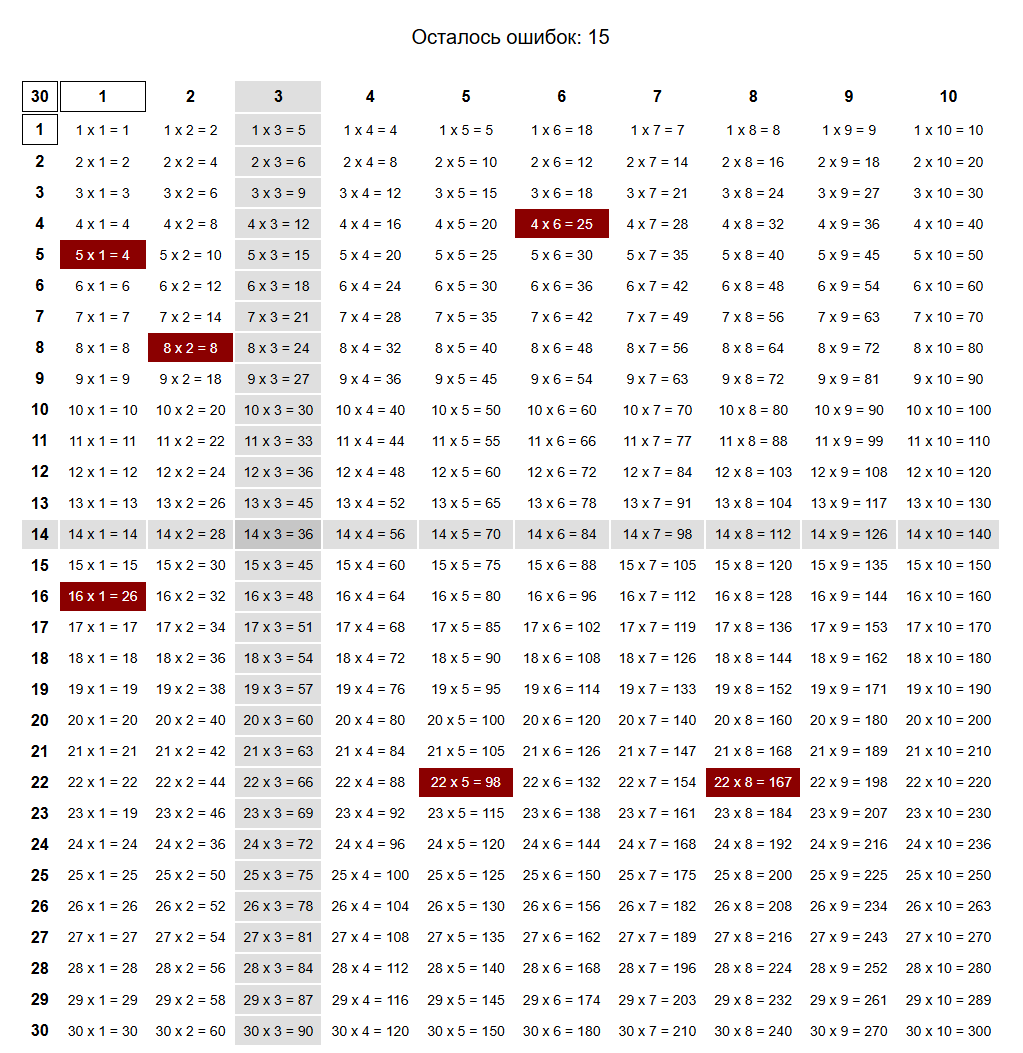 Осталось ошибок: 15
30 1 2 3 4 5 6 7 8 9 10
1 1 x 1 = 1 1 x 2 = 2 1 x 3 = 5 1 x 4 = 4 1 x 5 = 5 1 x 6 = 18 1 x 7 = 7 1 x 8 = 8 1 x 9 = 9 1 x 10 = 10
2 2 x 1 = 2 2 x 2 = 4 2 x 3 = 6 2 x 4 = 8 2 x 5 = 10 2 x 6 = 12 2 x 7 = 14 2 x 8 = 16 2 x 9 = 18 2 x 10 = 20
3 3 x 1 = 3 3 x 2 = 6 3 x 3 = 9 3 x 4 = 12 3 x 5 = 15 3 x 6 = 18 3 x 7 = 21 3 x 8 = 24 3 x 9 = 27 3 x 10 = 30
4 4 x 1 = 4 4 x 2 = 8 4 x 3 = 12 4 x 4 = 16 4 x 5 = 20 4 x 6 = 25 4 x 7 = 28 4 x 8 = 32 4 x 9 = 36 4 x 10 = 40
5 5 x 1 = 4 5 x 2 = 10 5 x 3 = 15 5 x 4 = 20 5 x 5 = 25 5 x 6 = 30 5 x 7 = 35 5 x 8 = 40 5 x 9 = 45 5 x 10 = 50
6 6 x 1 = 6 6 x 2 = 12 6 x 3 = 18 6 x 4 = 24 6 x 5 = 30 6 x 6 = 36 6 x 7 = 42 6 x 8 = 48 6 x 9 = 54 6 x 10 = 60
7 7 x 1 = 7 7 x 2 = 14 7 x 3 = 21 7 x 4 = 28 7 x 5 = 35 7 x 6 = 42 7 x 7 = 49 7 x 8 = 56 7 x 9 = 63 7 x 10 = 70
8 8 x 1 = 8 8 x 2 = 8 8 x 3 = 24 8 x 4 = 32 8 x 5 = 40 8 x 6 = 48 8 x 7 = 56 8 x 8 = 64 8 x 9 = 72 8 x 10 = 80
9 9 x 1 = 9 9 x 2 = 18 9 x 3 = 27 9 x 4 = 36 9 x 5 = 45 9 x 6 = 54 9 x 7 = 63 9 x 8 = 72 9 x 9 = 81 9 x 10 = 90
10 10 x 1 = 10 10 x 2 = 20 10 x 3 = 30 10 x 4 = 40 10 x 5 = 50 10 x 6 = 60 10 x 7 = 70 10 x 8 = 80 10 x 9 = 90 10 x 10 = 100
11 11 x 1 = 11 11 x 2 = 22 11 x 3 = 33 11 x 4 = 44 11 x 5 = 55 11 x 6 = 66 11 x 7 = 77 11 x 8 = 88 11 x 9 = 99 11 x 10 = 110
12 12 x 1 = 12 12 x 2 = 24 12 x 3 = 36 12 x 4 = 48 12 x 5 = 60 12 x 6 = 72 12 x 7 = 84 12 x 8 = 103 12 x 9 = 108 12 x 10 = 120
13 13 x 1 = 13 13 x 2 = 26 13 x 3 = 45 13 x 4 = 52 13 x 5 = 65 13 x 6 = 78 13 x 7 = 91 13 x 8 = 104 13 x 9 = 117 13 x 10 = 130
14 14 x 1 = 14 14 x 2 = 28 14 x 3 = 36 14 x 4 = 56 14 x 5 = 70 14 x 6 = 84 14 x 7 = 98 14 x 8 = 112 14 x 9 = 126 14 x 10 = 140
15 15 x 1 = 15 15 x 2 = 30 15 x 3 = 45 15 x 4 = 60 15 x 5 = 75 15 x 6 = 88 15 x 7 = 105 15 x 8 = 120 15 x 9 = 135 15 x 10 = 150
16 16 x 1 = 26 16 x 2 = 32 16 x 3 = 48 16 x 4 = 64 16 x 5 = 80 16 x 6 = 96 16 x 7 = 112 16 x 8 = 128 16 x 9 = 144 16 x 10 = 160
17 17 x 1 = 17 17 x 2 = 34 17 x 3 = 51 17 x 4 = 68 17 x 5 = 85 17 x 6 = 102 17 x 7 = 119 17 x 8 = 136 17 x 9 = 153 17 x 10 = 170
18 18 x 1 = 18 18 x 2 = 36 18 x 3 = 54 18 x 4 = 72 18 x 5 = 90 18 x 6 = 108 18 x 7 = 126 18 x 8 = 144 18 x 9 = 162 18 x 10 = 180
19 19 x 1 = 19 19 x 2 = 38 19 x 3 = 57 19 x 4 = 76 19 x 5 = 95 19 x 6 = 114 19 x 7 = 133 19 x 8 = 152 19 x 9 = 171 19 x 10 = 190
20 20 x 1 = 20 20 x 2 = 40 20 x 3 = 60 20 x 4 = 80 20 x 5 = 100 20 x 6 = 120 20 x 7 = 140 20 x 8 = 160 20 x 9 = 180 20 x 10 = 200
21 21 x 1 = 21 21 x 2 = 42 21 x 3 = 63 21 x 4 = 84 21 x 5 = 105 21 x 6 = 126 21 x 7 = 147 21 x 8 = 168 21 x 9 = 189 21 x 10 = 210
22 22 x 1 = 22 22 x 2 = 44 22 x 3 = 66 22 x 4 = 88 22 x 5 = 98 22 x 6 = 132 22 x 7 = 154 22 x 8 = 167 22 x 9 = 198 22 x 10 = 220
23 23 x 1 = 19 23 x 2 = 46 23 x 3 = 69 23 x 4 = 92 23 x 5 = 115 23 x 6 = 138 23 x 7 = 161 23 x 8 = 184 23 x 9 = 207 23 x 10 = 230
24 24 x 1 = 24 24 x 2 = 36 24 x 3 = 72 24 x 4 = 96 24 x 5 = 120 24 x 6 = 144 24 x 7 = 168 24 x 8 = 192 24 x 9 = 216 24 x 10 = 236
25 25 x 1 = 25 25 x 2 = 50 25 x 3 = 75 25 x 4 = 100 25 x 5 = 125 25 x 6 = 150 25 x 7 = 175 25 x 8 = 200 25 x 9 = 225 25 x 10 = 250
26 26 x 1 = 26 26 x 2 = 52 26 x 3 = 78 26 x 4 = 104 26 x 5 = 130 26 x 6 = 156 26 x 7 = 182 26 x 8 = 208 26 x 9 = 234 26 x 10 = 263
27 27 x 1 = 27 27 x 2 = 54 27 x 3 = 81 27 x 4 = 108 27 x 5 = 135 27 x 6 = 162 27 x 7 = 189 27 x 8 = 216 27 x 9 = 243 27 x 10 = 270
28 28 x 1 = 28 28 x 2 = 56 28 x 3 = 84 28 x 4 = 112 28 x 5 = 140 28 x 6 = 168 28 x 7 = 196 28 x 8 = 224 28 x 9 = 252 28 x 10 = 280
29 29 x 1 = 29 29 x 2 = 58 29 x 3 = 87 29 x 4 = 116 29 x 5 = 145 29 x 6 = 174 29 x 7 = 203 29 x 8 = 232 29 x 9 = 261 29 x 10 = 289
30 30 x 1 = 30 30 x 2 = 60 30 x 3 = 90 30 x 4 = 120 30 x 5 = 150 30 x 6 = 180 30 x 7 = 210 30 x 8 = 240 30 x 9 = 270 30 x 10 = 300